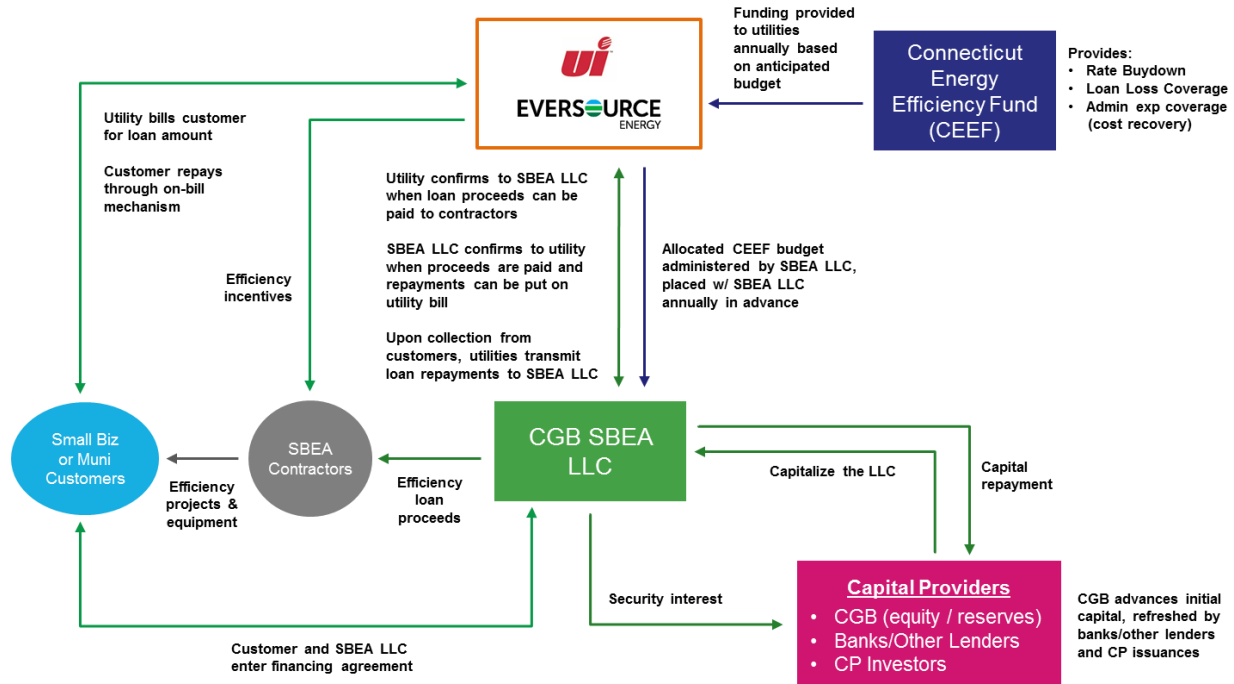 Funding provided
to utilities
annually based
on anticipated
budget
ui
EVERSOURCE
ENERGY
Connecticut
Energy
Efficiency Fund
(CEEF)
Provides:
• Rate Buydown
• Loan Loss Coverage
• Admin exp coverage
(cost recovery)
Utility bills customer
for loan amount
Customer repays
through on-bill
mechanism
Efficiency
incentives
Utility confirms to SBEA LLC
when loan proceeds can be
paid to contractors
SBEA LLC confirms to utility
when proceeds are paid and
repayments can be put on
utility bill
Upon collection from
customers, utilities transmit
loan repayments to SBEA LLC
Allocated CEEF budget
administered by SBEA LLC,
placed w/ SBEA LLC
annually in advance
Small Biz
or Muni
Customers
Efficiency
projects &
equipment
SBEA
Contractors
Efficiency
loan
proceeds
CGB SBEA
LLC
Capitalize the LLC
Capital
repayment
Security interest
Capital Providers
• CGB (equity / reserves)
• Banks/Other Lenders
• CP Investors
CGB advances initial
capital, refreshed by
banks/other lenders
and CP issuances
Customer and SBEA LLC
enter financing agreement